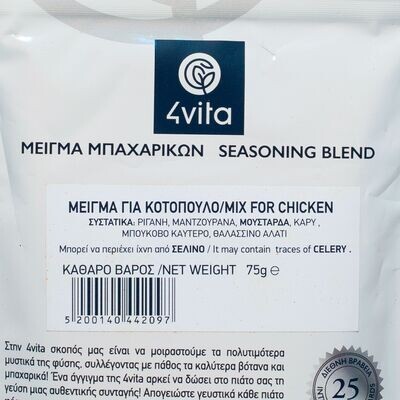 4vita
ΜΕΙΓΜΑ ΜΠΑΧΑΡΙΚΩΝ SEASONING BLEND
ΜΕΙΓΜΑ ΓΙΑ ΚΟΤΟΠΟΥΛΟ/MIX FOR CHICKEN
ΣΥΣΤΑΤΙΚΑ: ΡΙΓΑΝΗ, ΜΑΝΤΖΟΥΡΑΝΑ, ΜΟΥΣΤΑΡΔΑ, ΚΑΡΥ ,
ΜΠΟΥΚΟΒΟ ΚΑΥΤΕΡΟ, ΘΑΛΑΣΣΙΝΟ ΑΛΑΤΙ
Μπορεί να περιέχει ίχνη από ΣΕΛΙΝΟ / It may contain traces of CELERY .
ΚΑΘΑΡΟ ΒΑΡΟΣ /NET WEIGHT 75g ℮
5 200140 442097
Στην 4vita σκοπός μας είναι να μοιραστούμε τα πολυτιμότερα
μυστικά της φύσης, συλλέγοντας με πάθος τα καλύτερα βότανα και
μπαχαρικά! Ένα άγγιγμα της 4vita αρκεί να δώσει στο πιάτο σας τη
γεύση μιας αυθεντικής συνταγής! Απογειώστε γευστικά κάθε πιάτο
ΔΙΕΘΝΗ ΒΡΑΒΕΙΑ
25